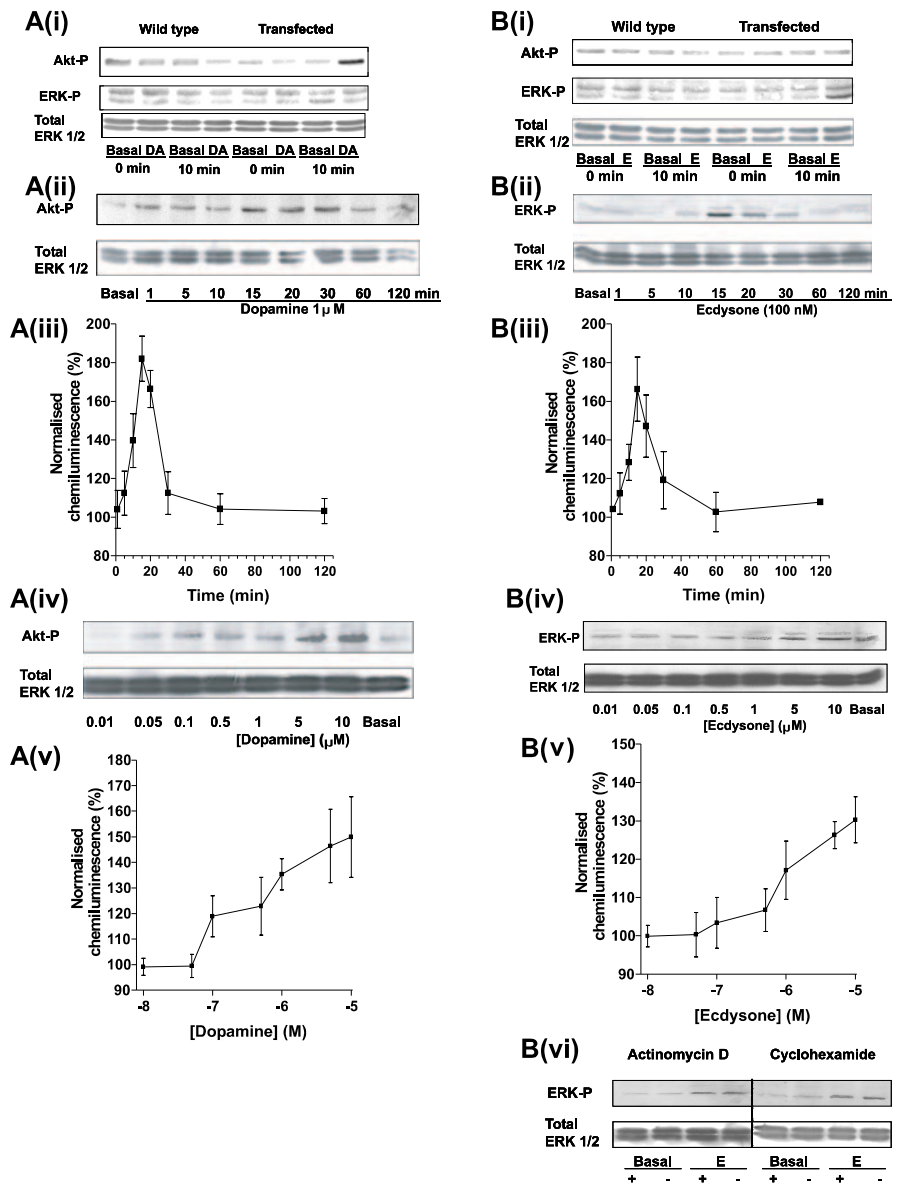 A(i)
Wild type Transfected
Akt-P
ERK-P
Total
ERK 1/2
Basal DA Basal DA Basal DA Basal DA
0 min 10 min 0 min 10 min
A(ii)
Akt-P
Total
ERK 1/2
Basal 1 5 10 15 20 30 60 120 min
Dopamine 1µM
A(iii)
200
180
160
140
120
100
80
Normalised
chemiluminescence (%)
0 20 40 60 80 100 120
Time (min)
A(iv)
Akt-P
Total
ERK 1/2
0.01 0.05 0.1 0.5 1 5 10 Basal
[Dopamine] (µM)
A(v)
180
170
160
150
140
130
120
110
100
90
Normalised
chemiluminescence (%)
-8 -7 -6 -5
[Dopamine] (M)
B(i)
Wild type Transfected
Akt-P
ERK-P
Total
ERK 1/2
Basal E Basal E Basal E Basal E
0 min 10 min 0 min 10 min
B(ii)
ERK-P
Total
ERK 1/2
Basal 1 5 10 15 20 30 60 120 min
Ecdysone (100 nM)
B(iii)
200
180
160
140
120
100
80
Normalised
chemiluminescence (%)
0 20 40 60 80 100 120
Time (min)
B(iv)
ERK-P
Total
ERK 1/2
0.01 0.05 0.1 0.5 1 5 10 Basal
[Ecdysone] (µM)
B(v)
150
140
130
120
110
100
90
Normalised
chemiluminescence (%)
-8 -7 -6 -5
[Ecdysone] (M)
B(vi)
Actinomycin D Cyclohexamide
ERK-P
Total
ERK 1/2
Basal E Basal E
+ - + - + - + -